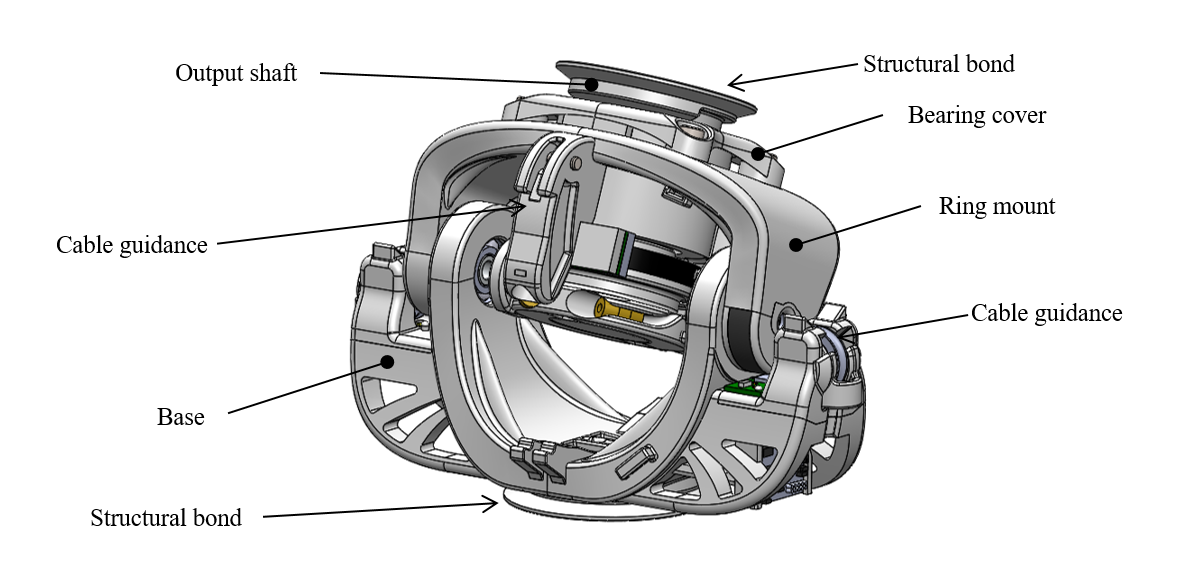 Output shaft
Structural bond
Bearing cover
Ring mount
Cable guidance
Cable guidance
Base
Structural bond